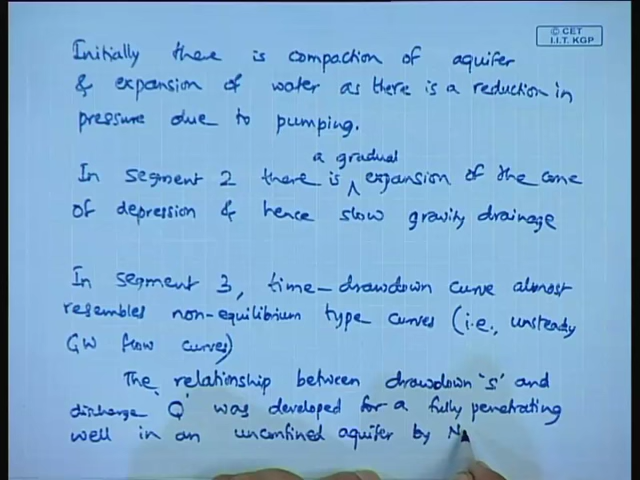 © CET
I.I.T. KGP
Initially there is compaction of aquifer
& expansion of water as there is a reduction in
pressure due to pumping.
a gradual
In segment 2 there is ^ expansion of the cone
of depression & hence slow gravity drainage
In segment 3, time-drawdown curve almost
resembles non-equilibrium type curves (i.e., unsteady
GW flow curves)
The relationship between drawdown 's' and
discharge 'Q' was developed for a fully penetrating
well in an unconfined aquifer by N